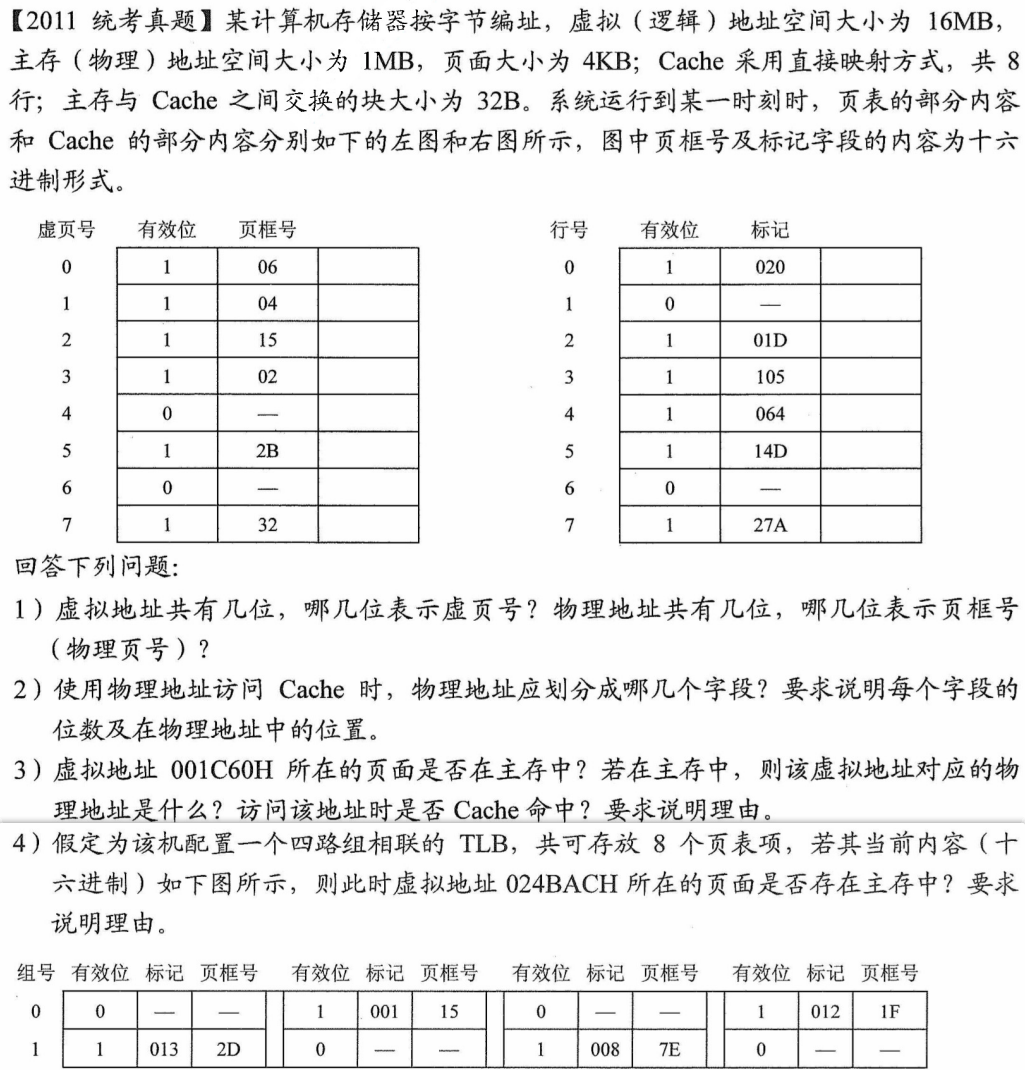 【2011 统考真题】某计算机存储器按字节编址，虚拟（逻辑）地址空间大小为 16MB，
主存（物理）地址空间大小为 1MB，页面大小为 4KB；Cache 采用直接映射方式，共 8
行；主存与 Cache 之间交换的块大小为 32B。系统运行到某一时刻时，页表的部分内容
和 Cache 的部分内容分别如下的左图和右图所示，图中页框号及标记字段的内容为十六
进制形式。
虚页号 有效位 页框号 行号 有效位 标记
0 1 06 0 1 020
1 1 04 1 0 —
2 1 15 2 1 01D
3 1 02 3 1 105
4 0 — 4 1 064
5 1 2B 5 1 14D
6 0 — 6 0 —
7 1 32 7 1 27A
回答下列问题：
1）虚拟地址共有几位，哪几位表示虚页号？物理地址共有几位，哪几位表示页框号
（物理页号）？
2）使用物理地址访问 Cache 时，物理地址应划分成哪几个字段？要求说明每个字段的
位数及在物理地址中的位置。
3）虚拟地址 001C60H 所在的页面是否在主存中？若在主存中，则该虚拟地址对应的物
理地址是什么？访问该地址时是否 Cache 命中？要求说明理由。
4）假定为该机配置一个四路组相联的 TLB，共可存放 8 个页表项，若其当前内容（十
六进制）如下图所示，则此时虚拟地址 024BACH 所在的页面是否存在主存中？要求
说明理由。
组号 有效位 标记 页框号 有效位 标记 页框号 有效位 标记 页框号 有效位 标记 页框号
0 0 — — 1 001 15 0 — — 1 012 1F
1 1 013 2D 0 — — 1 008 7E 0 — —